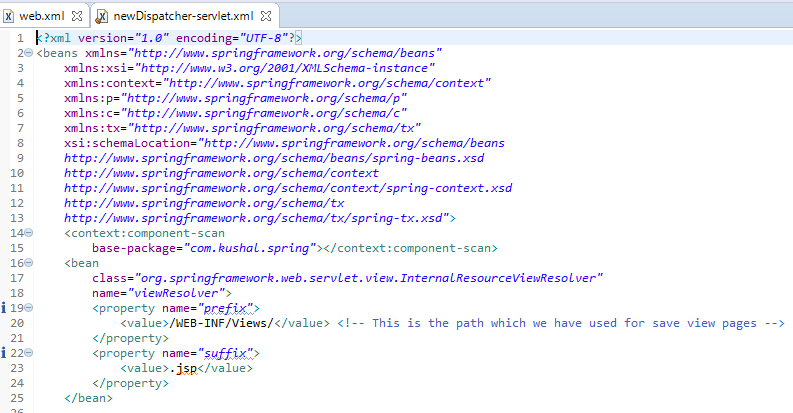 web.xml newDispatcher-servlet.xml
1 <?xml version="1.0" encoding="UTF-8"?>
2 <beans xmlns="http://www.springframework.org/schema/beans"
3 xmlns:xsi="http://www.w3.org/2001/XMLSchema-instance"
4 xmlns:context="http://www.springframework.org/schema/context"
5 xmlns:p="http://www.springframework.org/schema/p"
6 xmlns:c="http://www.springframework.org/schema/c"
7 xmlns:tx="http://www.springframework.org/schema/tx"
8 xsi:schemaLocation="http://www.springframework.org/schema/beans
9 http://www.springframework.org/schema/beans/spring-beans.xsd
10 http://www.springframework.org/schema/context
11 http://www.springframework.org/schema/context/spring-context.xsd
12 http://www.springframework.org/schema/tx
13 http://www.springframework.org/schema/tx/spring-tx.xsd">
14 <context:component-scan
15 base-package="com.kushal.spring"></context:component-scan>
16 <bean
17 class="org.springframework.web.servlet.view.InternalResourceViewResolver"
18 name="viewResolver">
19 <property name="prefix">
20 <value>/WEB-INF/Views/</value> <!-- This is the path which we have used for save view pages -->
21 </property>
22 <property name="suffix">
23 <value>.jsp</value>
24 </property>
25 </bean>
26